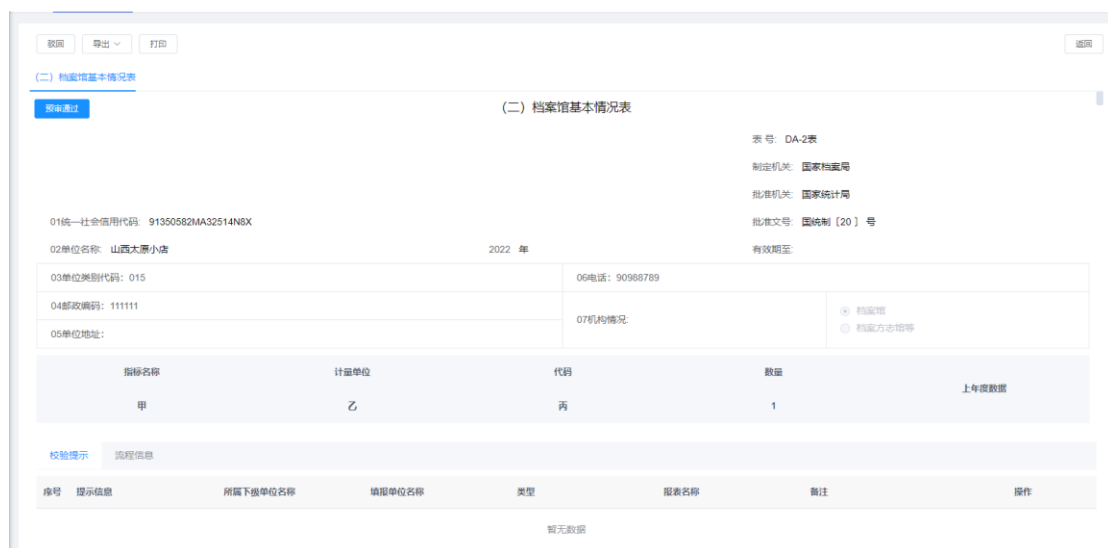 驳回 导出 打印 返回
(二) 档案馆基本情况表
预审通过 (二) 档案馆基本情况表
表 号: DA-2表
制定机关: 国家档案局
批准机关: 国家统计局
01统一社会信用代码: 91350582MA32514N8X 批准文号: 国统制〔20 〕 号
02单位名称: 山西太原小店 2022 年 有效期至:
03单位类别代码: 015 06电话: 90988789
04邮政编码: 111111 07机构情况: 档案馆
05单位地址: 档案方志馆等
指标名称 计量单位 代码 数量 上年度数据
甲 乙 丙 1
校验提示 流程信息
序号 提示信息 所属下级单位名称 填报单位名称 类型 报表名称 备注 操作
暂无数据